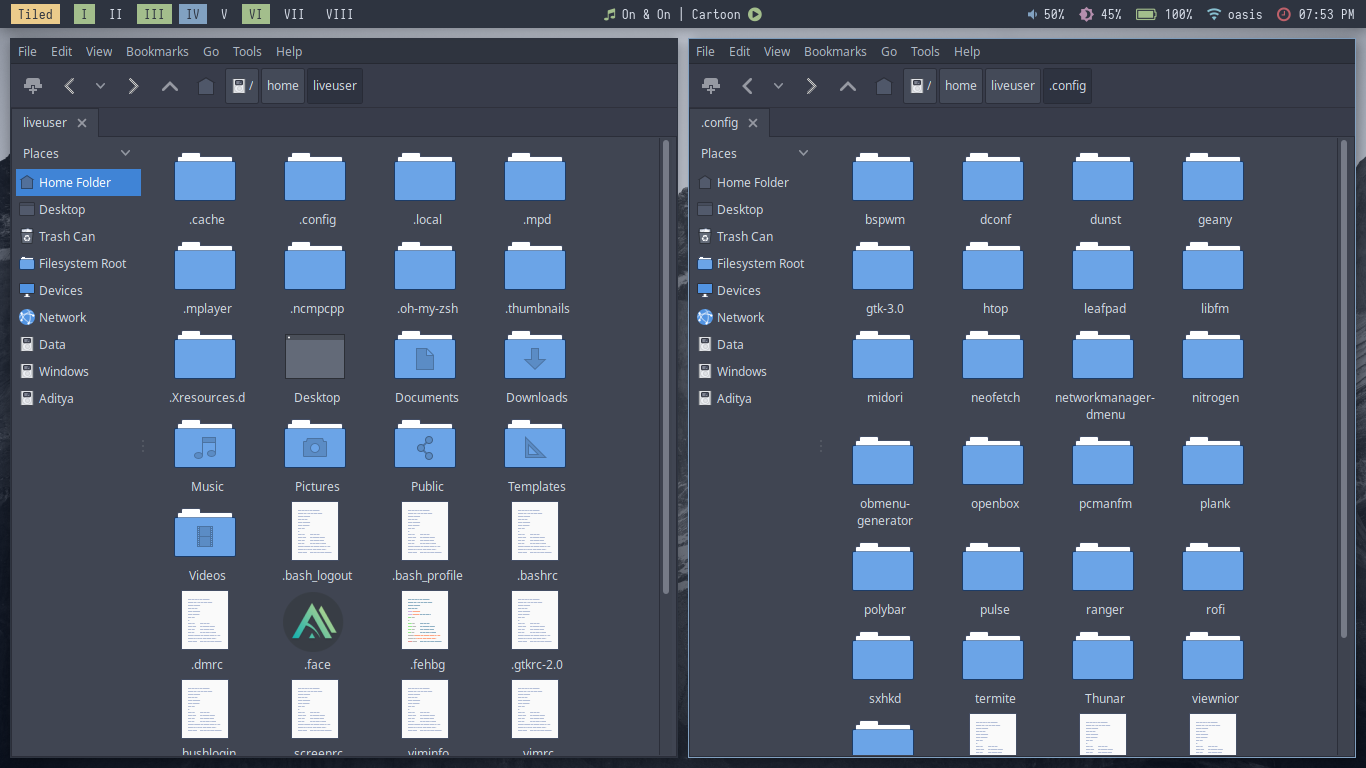 Tiled I II III IV V VI VII VIII On & On | Cartoon 50% 45% 100% oasis 07:53 PM
File Edit View Bookmarks Go Tools Help
/ home liveuser
liveuser
Places
Home Folder
Desktop
Trash Can
Filesystem Root
Devices
Network
Data
Windows
Aditya
.cache .config .local .mpd
.mplayer .ncmpcpp .oh-my-zsh .thumbnails
.Xresources.d Desktop Documents Downloads
Music Pictures Public Templates
Videos .bash_logout .bash_profile .bashrc
.dmrc .face .fehbg .gtkrc-2.0
.hushlogin .screenrc .viminfo .vimrc
File Edit View Bookmarks Go Tools Help
/ home liveuser .config
.config
Places
Home Folder
Desktop
Trash Can
Filesystem Root
Devices
Network
Data
Windows
Aditya
bspwm dconf dunst geany
gtk-3.0 htop leafpad libfm
midori neofetch networkmanager-
dmenu nitrogen
obmenu-
generator openbox pcmanfm plank
polybar pulse ranger rofi
sxhkd termite Thunar viewnior